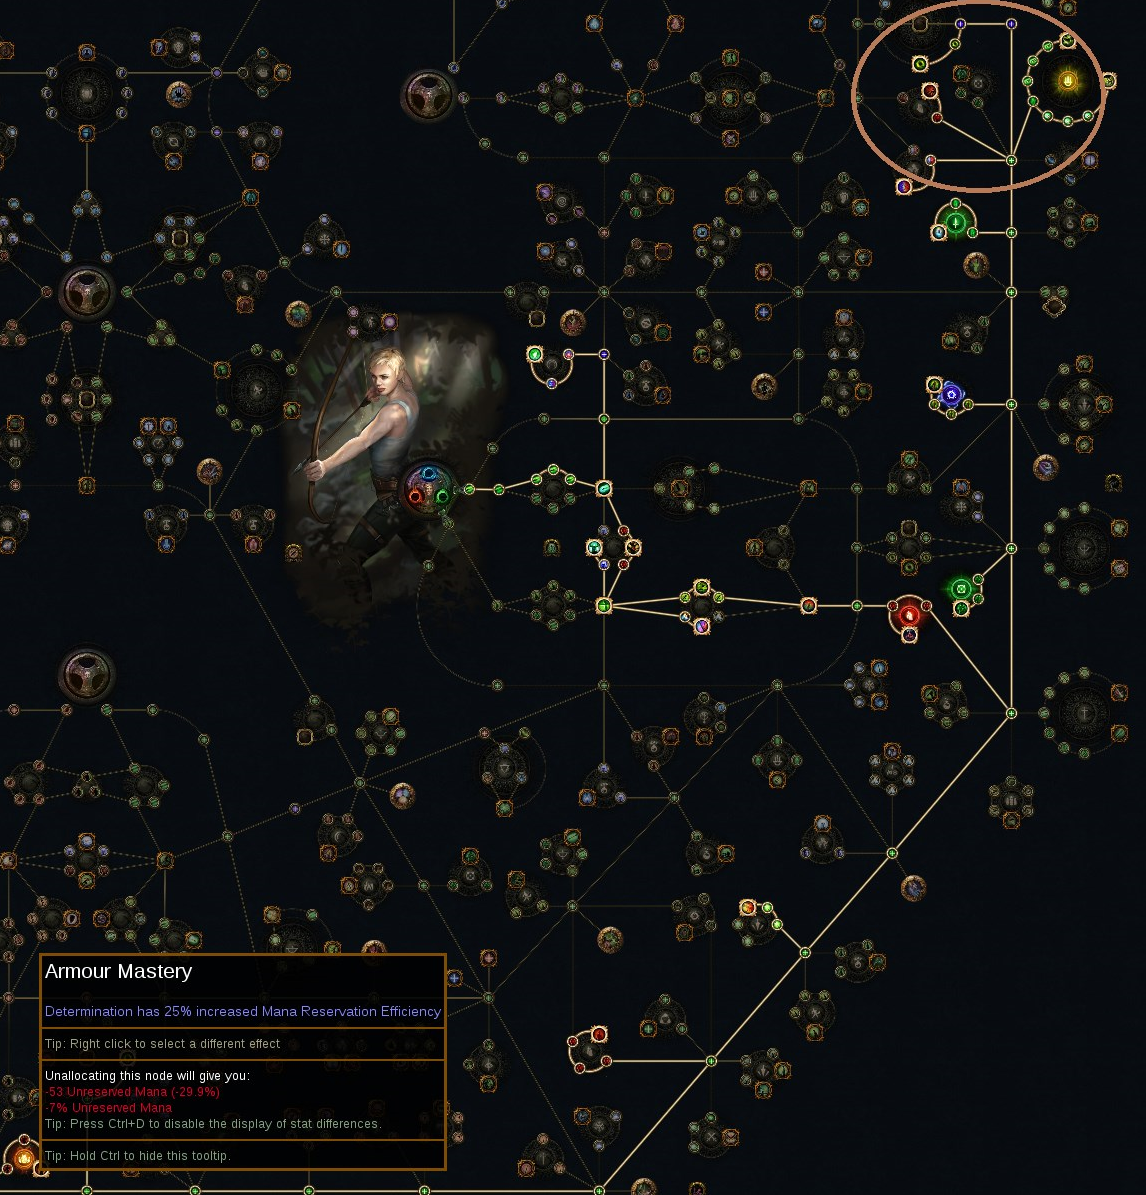 Armour Mastery
Determination has 25% increased Mana Reservation Efficiency
Tip: Right click to select a different effect
Unallocating this node will give you:
-53 Unreserved Mana (-29.9%)
-7% Unreserved Mana
Tip: Press Ctrl+D to disable the display of stat differences.
Tip: Hold Ctrl to hide this tooltip.